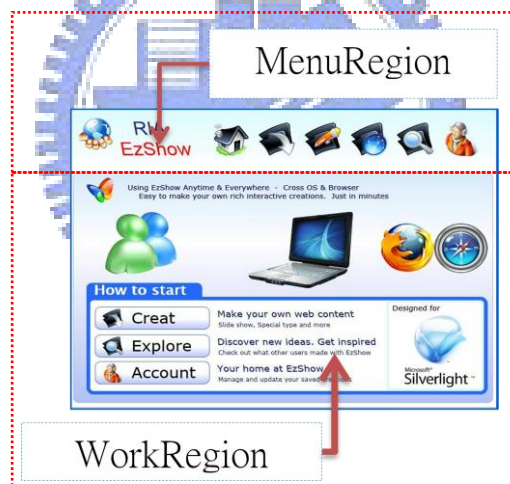 MenuRegion
EzShow
Using EzShow Anytime & Everywhere - Cross OS & Browser
Easy to make your own rich interactive creations. Just in minutes
How to start
Creat
Make your own web content
Slide show, Special type and more
Explore
Discover new ideas. Get inspired
Check out what other users made with EzShow
Account
Your home at EzShow
Manage and update your saved
Designed for
Microsoft®
Silverlight™
WorkRegion